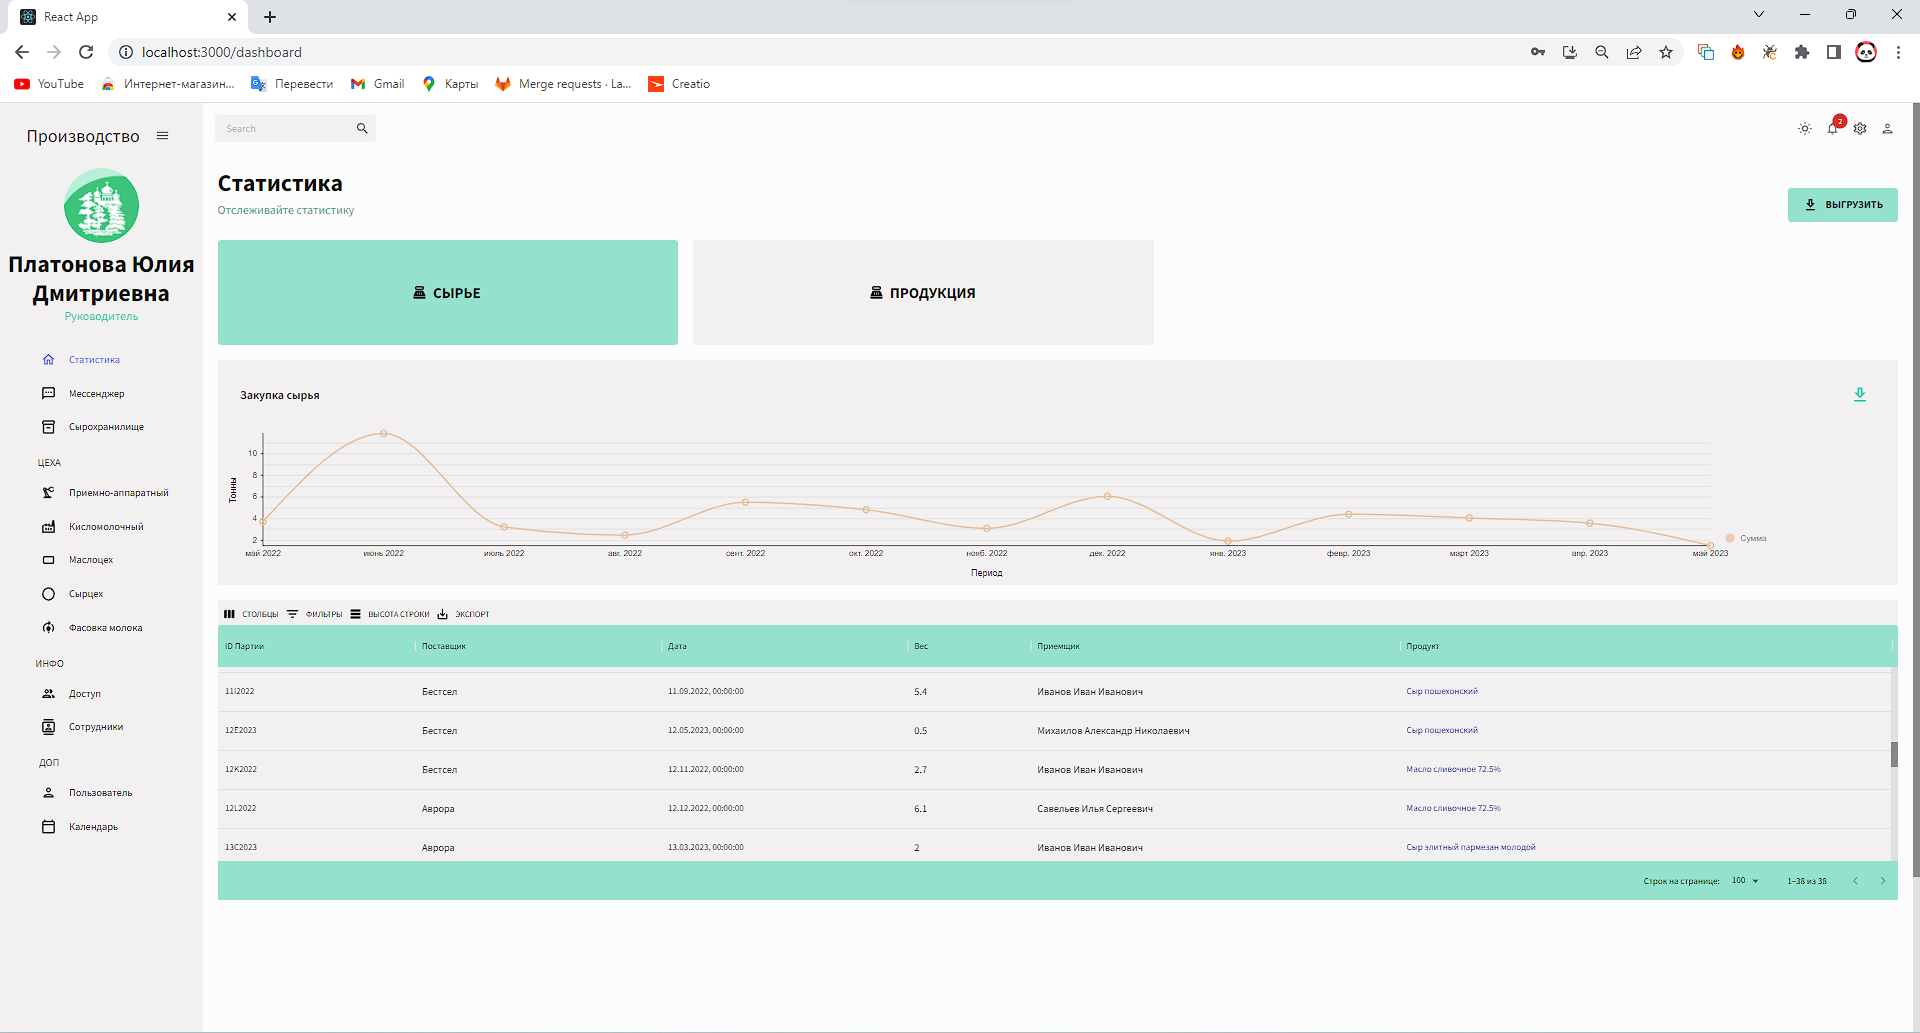 React App
localhost:3000/dashboard
YouTube
Интернет-магазин...
Перевести
Gmail
Карты
Merge requests · La...
Creatio
Производство
Search
2
Платонова Юлия
Дмитриевна
Руководитель
Статистика
Мессенджер
Сырохранилище
ЦЕХА
Приемно-аппаратный
Кисломолочный
Маслоцех
Сырцех
Фасовка молока
ИНФО
Доступ
Сотрудники
ДОП
Пользователь
Календарь
Статистика
Отслеживайте статистику
ВЫГРУЗИТЬ
СЫРЬЕ
ПРОДУКЦИЯ
Закупка сырья
Тонны
10
8
6
4
2
май 2022 июнь 2022 июль 2022 авг. 2022 сент. 2022 окт. 2022 нояб. 2022 дек. 2022 янв. 2023 февр. 2023 март 2023 апр. 2023 май 2023
Период
Сумма
СТОЛБЦЫ ФИЛЬТРЫ ВЫСОТА СТРОКИ ЭКСПОРТ
ID Партии Поставщик Дата Вес Приемщик Продукт
11I2022 Бестсел 11.09.2022, 00:00:00 5.4 Иванов Иван Иванович Сыр пошехонский
12E2023 Бестсел 12.05.2023, 00:00:00 0.5 Михаилов Александр Николаевич Сыр пошехонский
12K2022 Бестсел 12.11.2022, 00:00:00 2.7 Иванов Иван Иванович Масло сливочное 72.5%
12L2022 Аврора 12.12.2022, 00:00:00 6.1 Савельев Илья Сергеевич Масло сливочное 72.5%
13C2023 Аврора 13.03.2023, 00:00:00 2 Иванов Иван Иванович Сыр элитный пармезан молодой
Строк на странице: 100 1–38 из 38